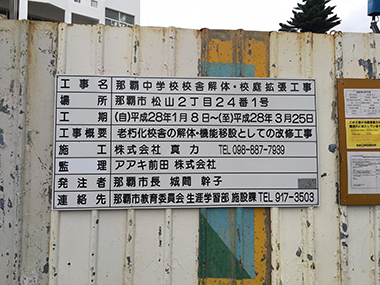 工事名 那覇中学校校舎解体・校庭拡張工事
場所 那覇市松山2丁目24番1号
工期 (自)平成28年1月8日～(至)平成28年3月25日
工事概要 老朽化校舎の解体・機能移設としての改修工事
施工 株式会社 真力 TEL 098-687-7939
監理 アアキ前田 株式会社
発注者 那覇市長 城間 幹子
連絡先 那覇市教育委員会 生涯学習部 施設課 TEL 917-3503